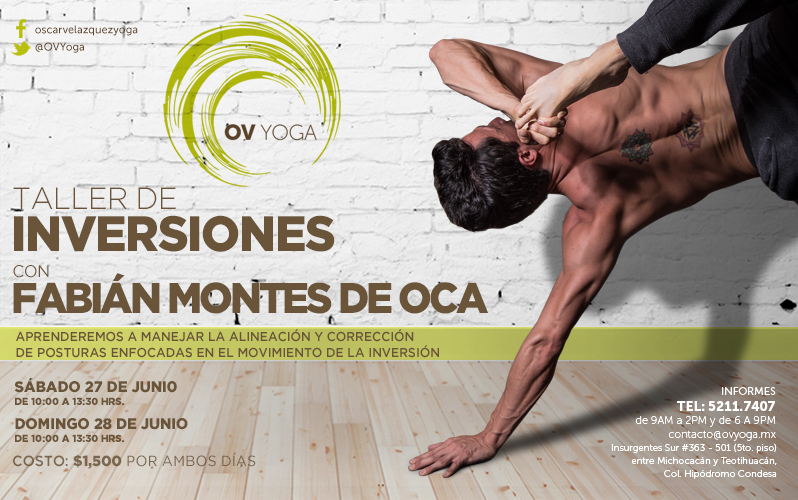 oscarvelazquezyoga
@OVYoga
OV YOGA
TALLER DE
INVERSIONES
CON
FABIÁN MONTES DE OCA
APRENDEREMOS A MANEJAR LA ALINEACIÓN Y CORRECCIÓN
DE POSTURAS ENFOCADAS EN EL MOVIMIENTO DE LA INVERSIÓN
SÁBADO 27 DE JUNIO
DE 10:00 A 13:30 HRS.
DOMINGO 28 DE JUNIO
DE 10:00 A 13:30 HRS.
COSTO: $1,500 POR AMBOS DÍAS
INFORMES
TEL: 5211.7407
de 9AM a 2PM y de 6 A 9PM
contacto@ovyoga.mx
Insurgentes Sur #363 - 501 (5to. piso)
entre Michocacán y Teotihuacán,
Col. Hipódromo Condesa